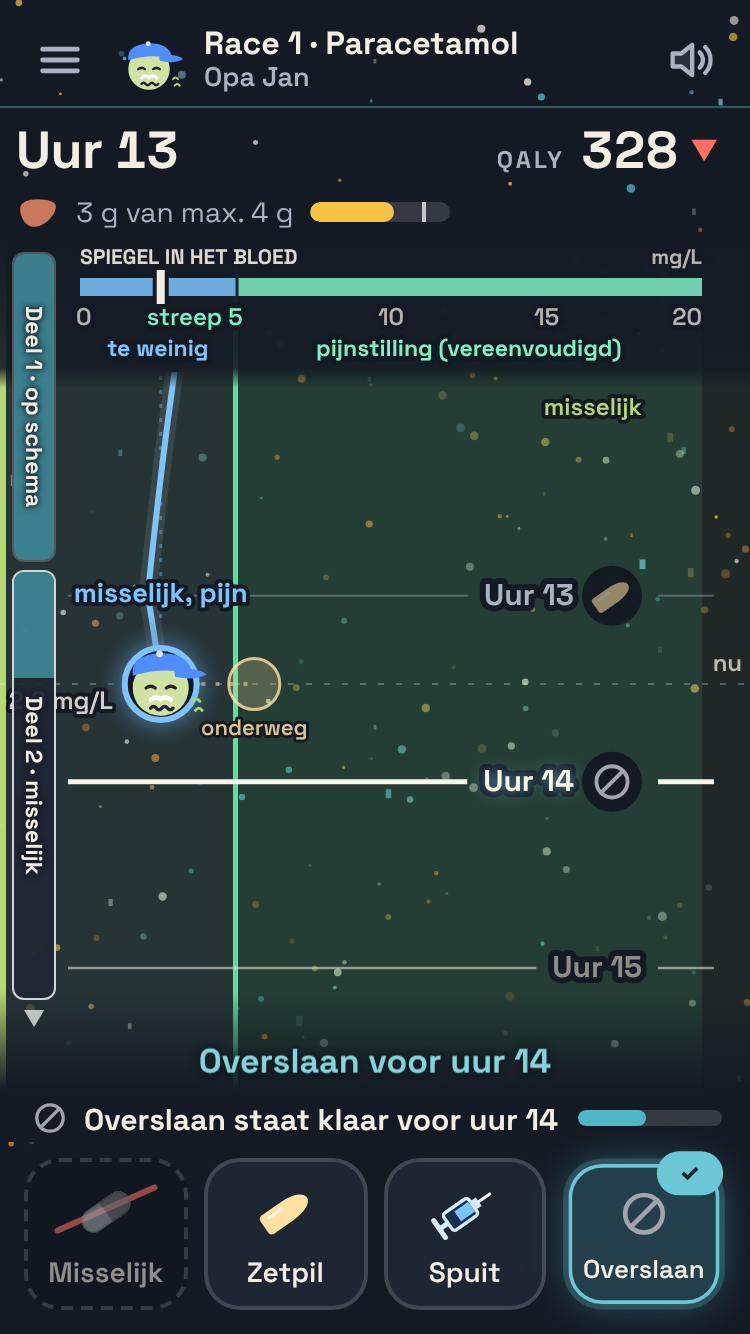 Race 1 · Paracetamol
Opa Jan
Uur 13
QALY 328
3 g van max. 4 g
SPIEGEL IN HET BLOED mg/L
0 streep 5 10 15 20
te weinig pijnstilling (vereenvoudigd)
Deel 1 · op schema
misselijk
misselijk, pijn
Uur 13
nu
mg/L
onderweg
Deel 2 · misselijk
Uur 14
Uur 15
Overslaan voor uur 14
Overslaan staat klaar voor uur 14
Misselijk
Zetpil
Spuit
Overslaan